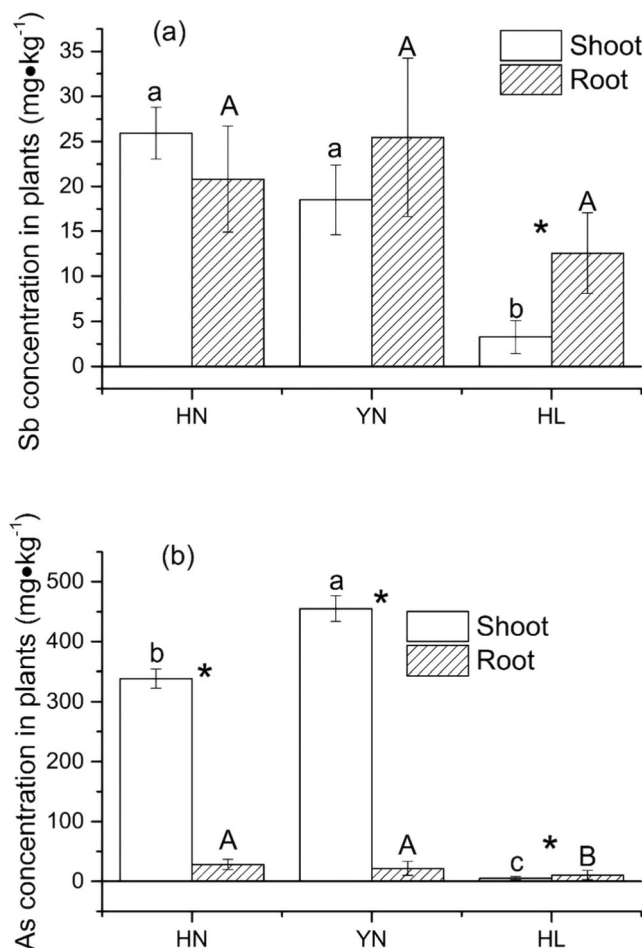 (a)
Shoot
Root
Sb concentration in plants (mg•kg⁻¹)
35
30
25
20
15
10
5
0
a
A
a
A
*
b
A
HN
YN
HL
(b)
Shoot
Root
As concentration in plants (mg•kg⁻¹)
500
400
300
200
100
0
b
*
A
a
*
A
c
*
B
HN
YN
HL